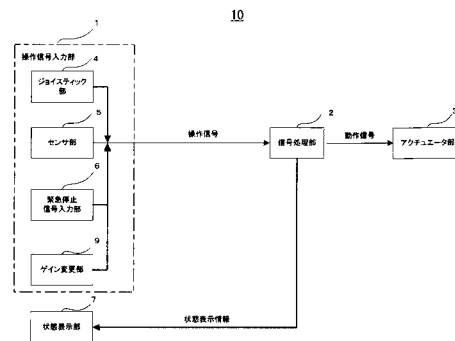 10
1
操作信号入力部
4
ジョイスティック
部
5
センサ部
6
緊急停止
信号入力部
9
ゲイン変更部
7
状態表示部
操作信号
2
信号処理部
動作信号
3
アクチュエータ部
状態表示情報